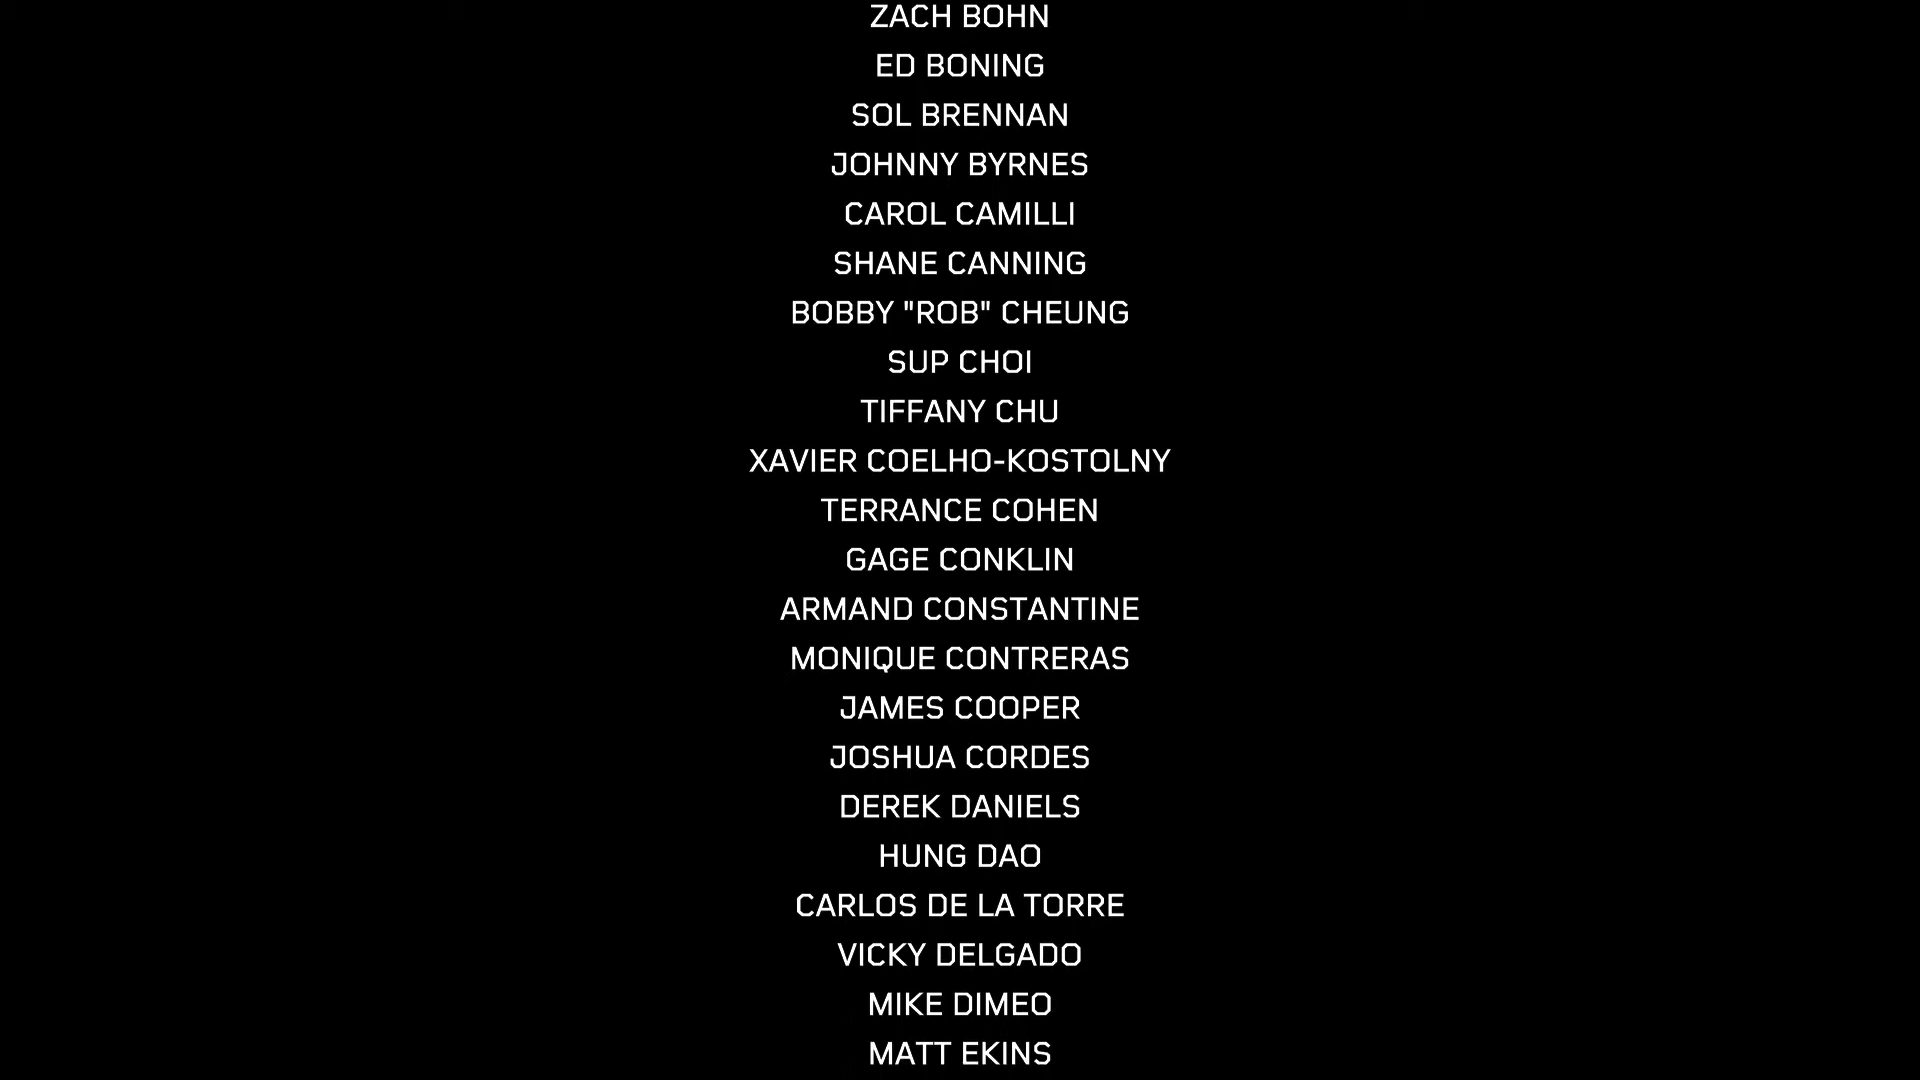 ZACH BOHN
ED BONING
SOL BRENNAN
JOHNNY BYRNES
CAROL CAMILLI
SHANE CANNING
BOBBY "ROB" CHEUNG
SUP CHOI
TIFFANY CHU
XAVIER COELHO-KOSTOLNY
TERRANCE COHEN
GAGE CONKLIN
ARMAND CONSTANTINE
MONIQUE CONTRERAS
JAMES COOPER
JOSHUA CORDES
DEREK DANIELS
HUNG DAO
CARLOS DE LA TORRE
VICKY DELGADO
MIKE DIMEO
MATT EKINS